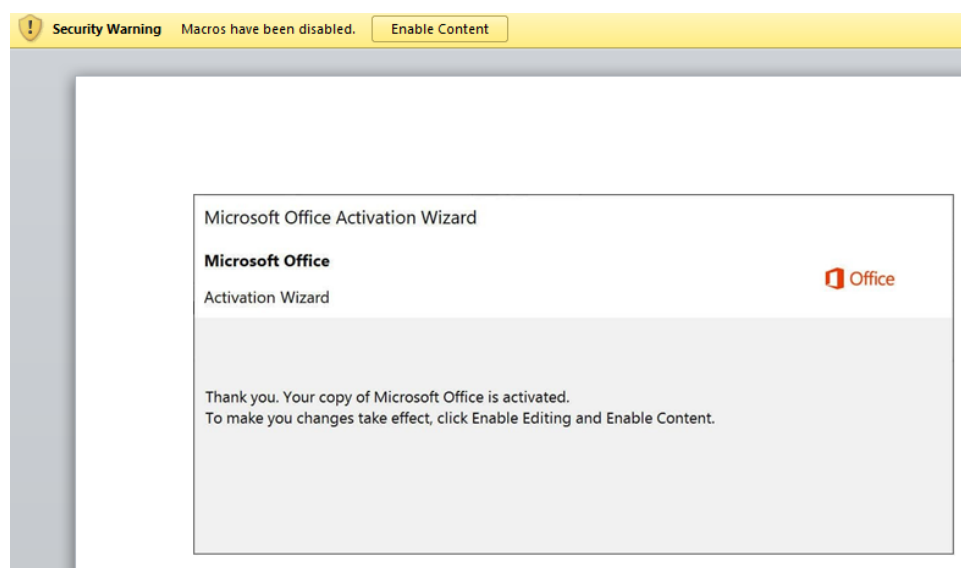 ! Security Warning Macros have been disabled. Enable Content
Microsoft Office Activation Wizard
Microsoft Office
Office
Activation Wizard
Thank you. Your copy of Microsoft Office is activated.
To make you changes take effect, click Enable Editing and Enable Content.